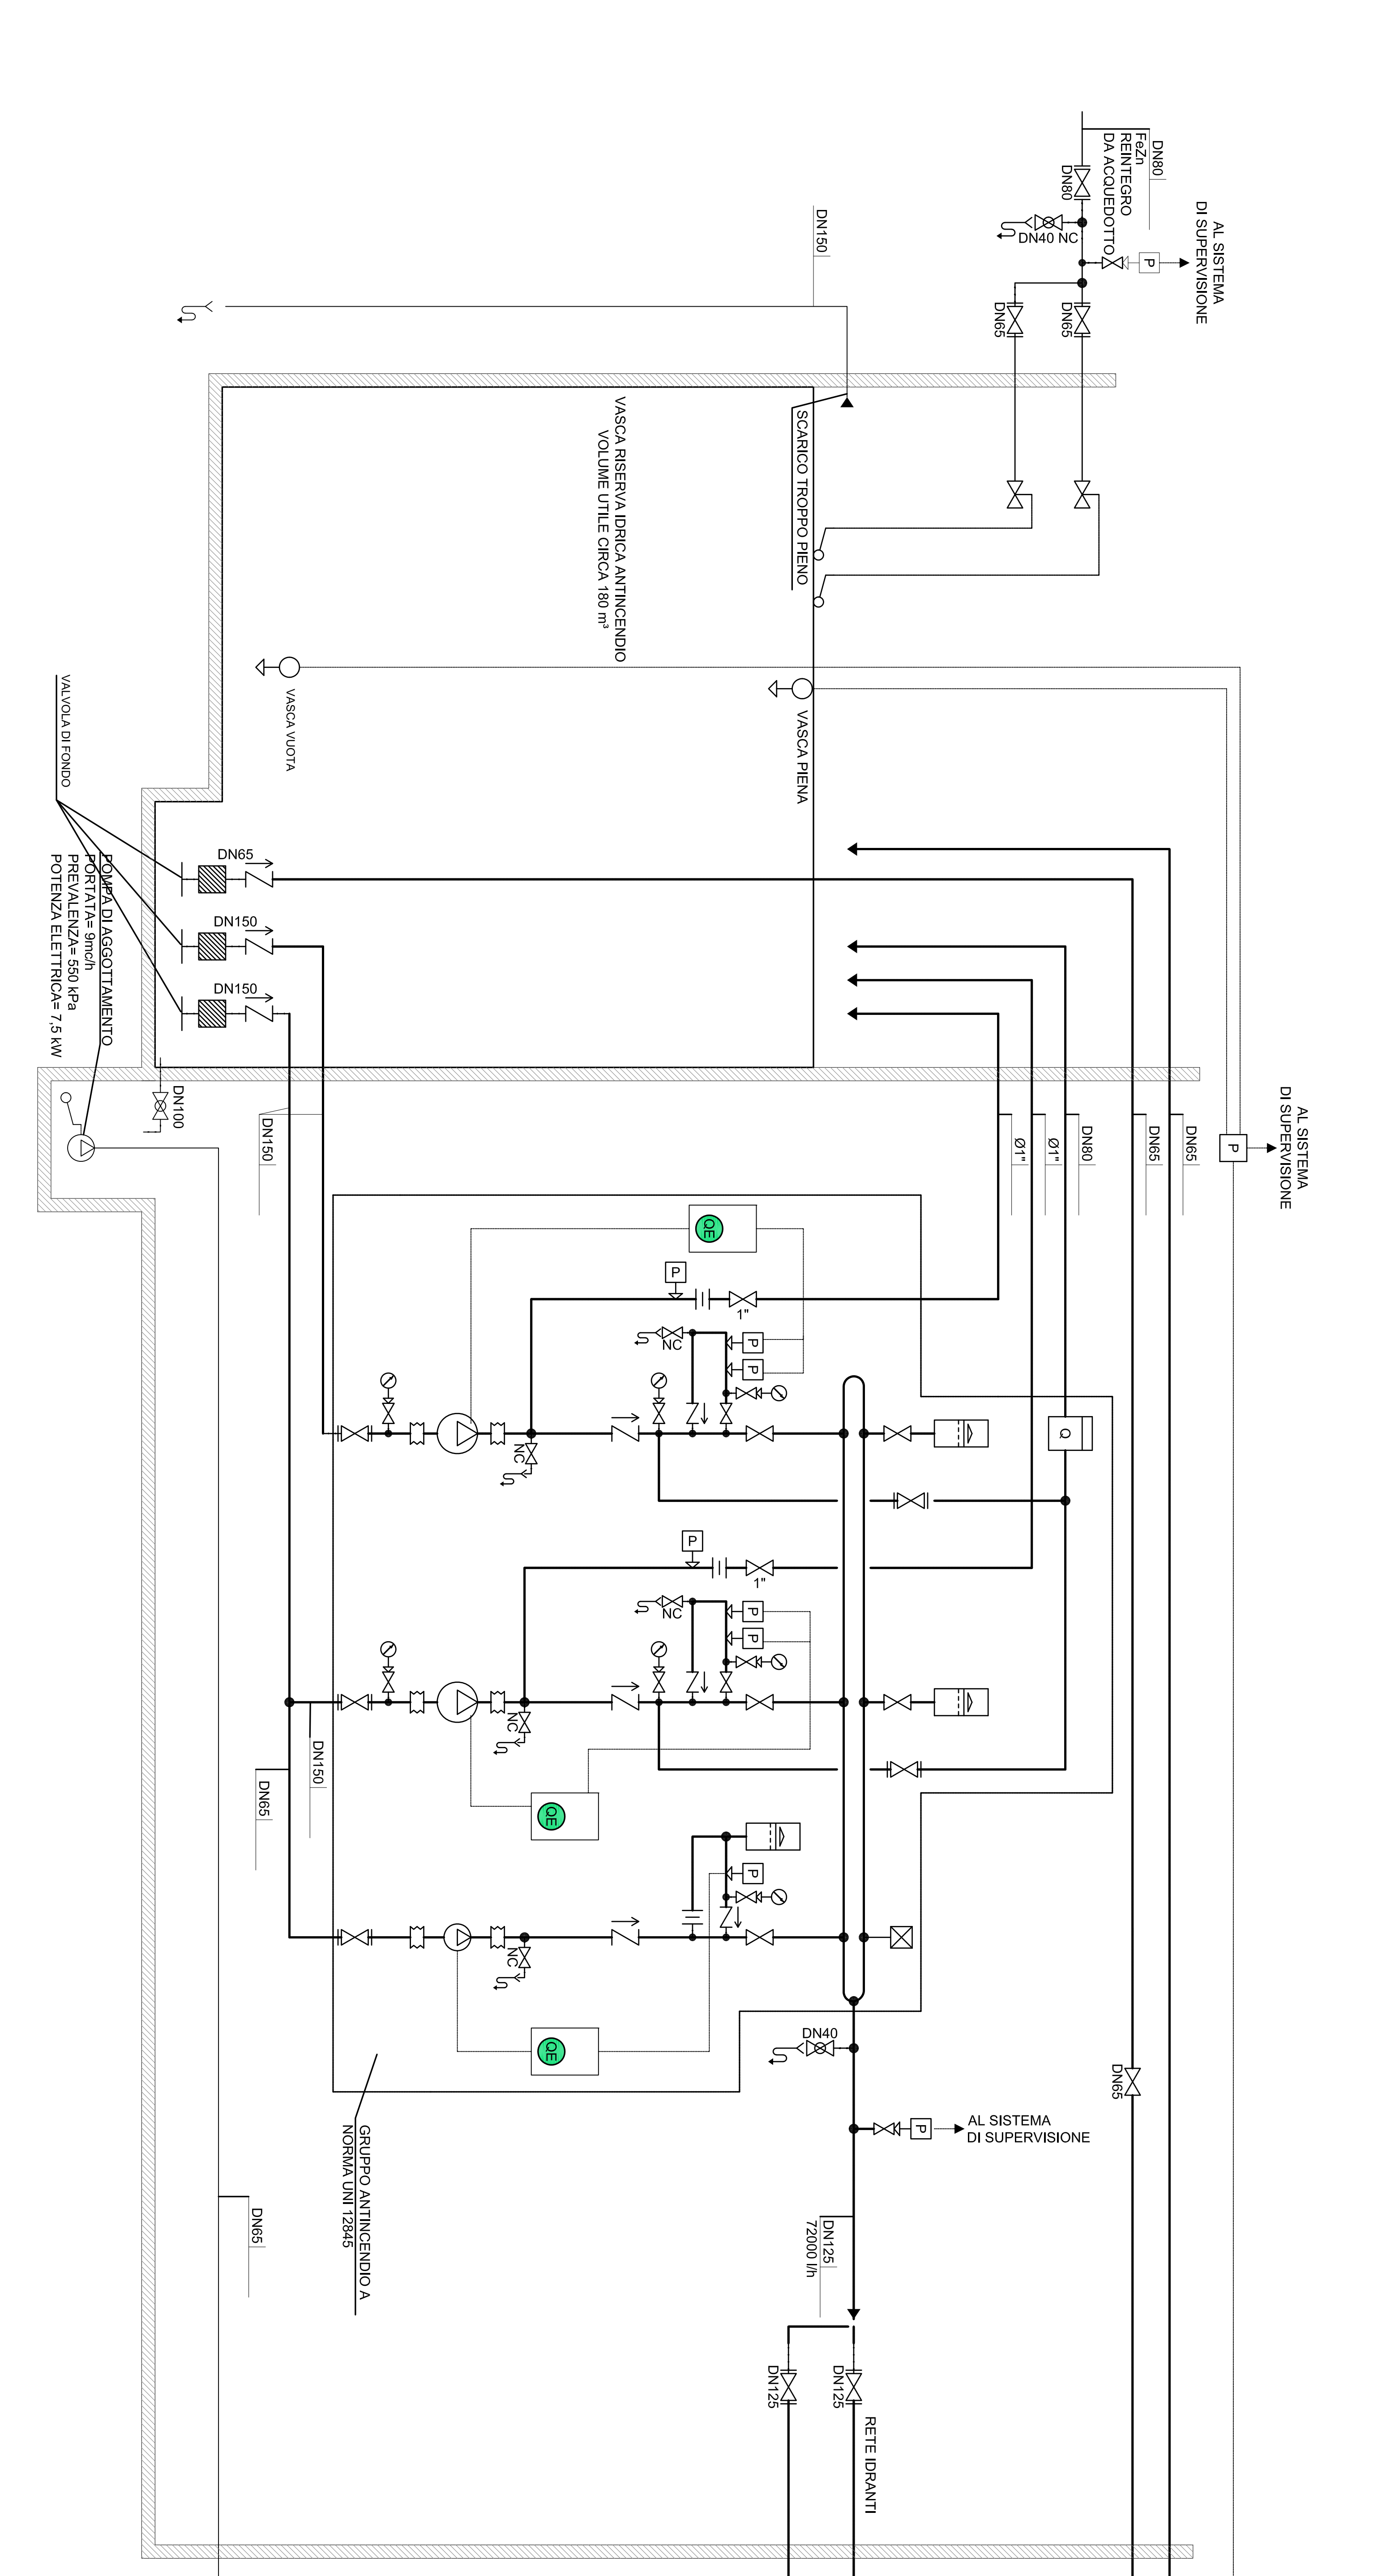 AL SISTEMA
DI SUPERVISIONE
DN80
FeZn
REINTEGRO
DA ACQUEDOTTO
DN80
DN40 NC
P
DN65
DN65
DN150
SCARICO TROPPO PIENO
VASCA RISERVA IDRICA ANTINCENDIO
VOLUME UTILE CIRCA 180 m³
VASCA PIENA
VASCA VUOTA
VALVOLA DI FONDO
DN65
DN150
DN150
POMPA DI AGGOTTAMENTO
PORTATA= 9mc/h
PREVALENZA= 550 kPa
POTENZA ELETTRICA= 7,5 kW
DN100
DN150
Ø1"
Ø1"
DN80
DN65
DN65
P
AL SISTEMA
DI SUPERVISIONE
QE
P
1"
NC
P
P
NC
Q
P
1"
NC
P
P
NC
DN150
DN65
QE
P
NC
QE
DN40
DN65
P
AL SISTEMA
DI SUPERVISIONE
GRUPPO ANTINCENDIO A
NORMA UNI 12845
DN65
DN125
72000 l/h
DN125
DN125
RETE IDRANTI